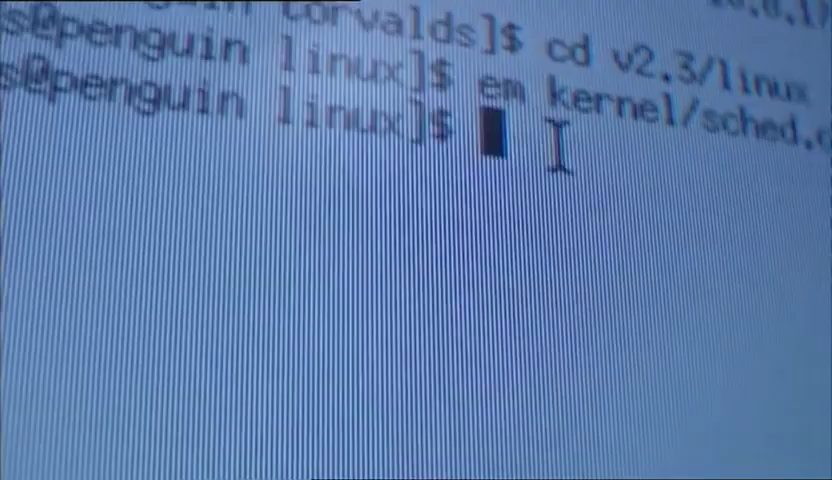 torvalds]$ cd v2.3/linux
s@penguin linux]$ em kernel/sched.c
s@penguin linux]$